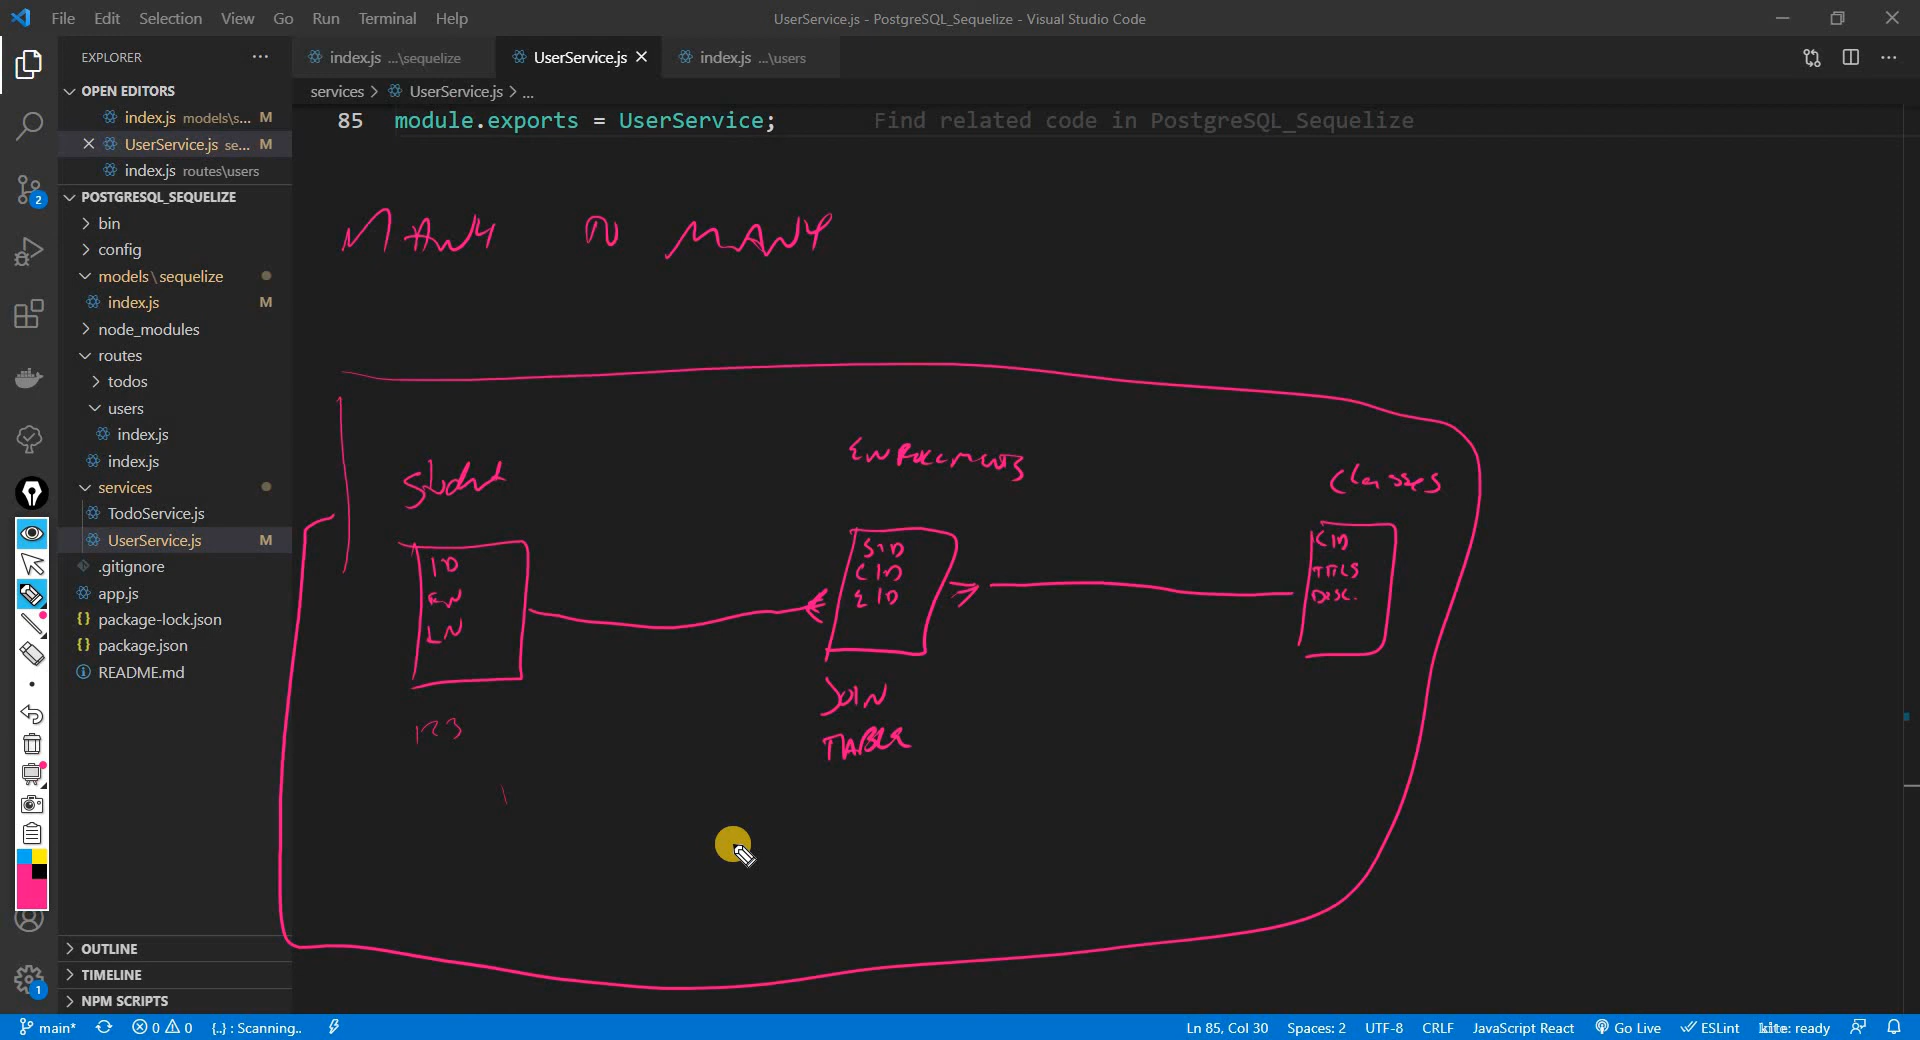 File Edit Selection View Go Run Terminal Help
UserService.js - PostgreSQL_Sequelize - Visual Studio Code
EXPLORER
index.js ...\sequelize
UserService.js
index.js ...\users
OPEN EDITORS
services > UserService.js > ...
index.js models\s... M
85 module.exports = UserService; Find related code in PostgreSQL_Sequelize
UserService.js se... M
index.js routes\users
POSTGRESQL_SEQUELIZE
bin
config
models\sequelize
index.js M
node_modules
routes
todos
users
index.js
index.js
services
TodoService.js
UserService.js M
.gitignore
app.js
package-lock.json
package.json
README.md
OUTLINE
TIMELINE
NPM SCRIPTS
2
1
MANY TO MANY
Student
ID
FN
LN
123
ENROLLMENTS
SID
CID
EID
JOIN
TABLE
Classes
CID
TITLE
DESC.
main* 0 0 {..} : Scanning.. Ln 85, Col 30 Spaces: 2 UTF-8 CRLF JavaScript React Go Live ESLint kite: ready